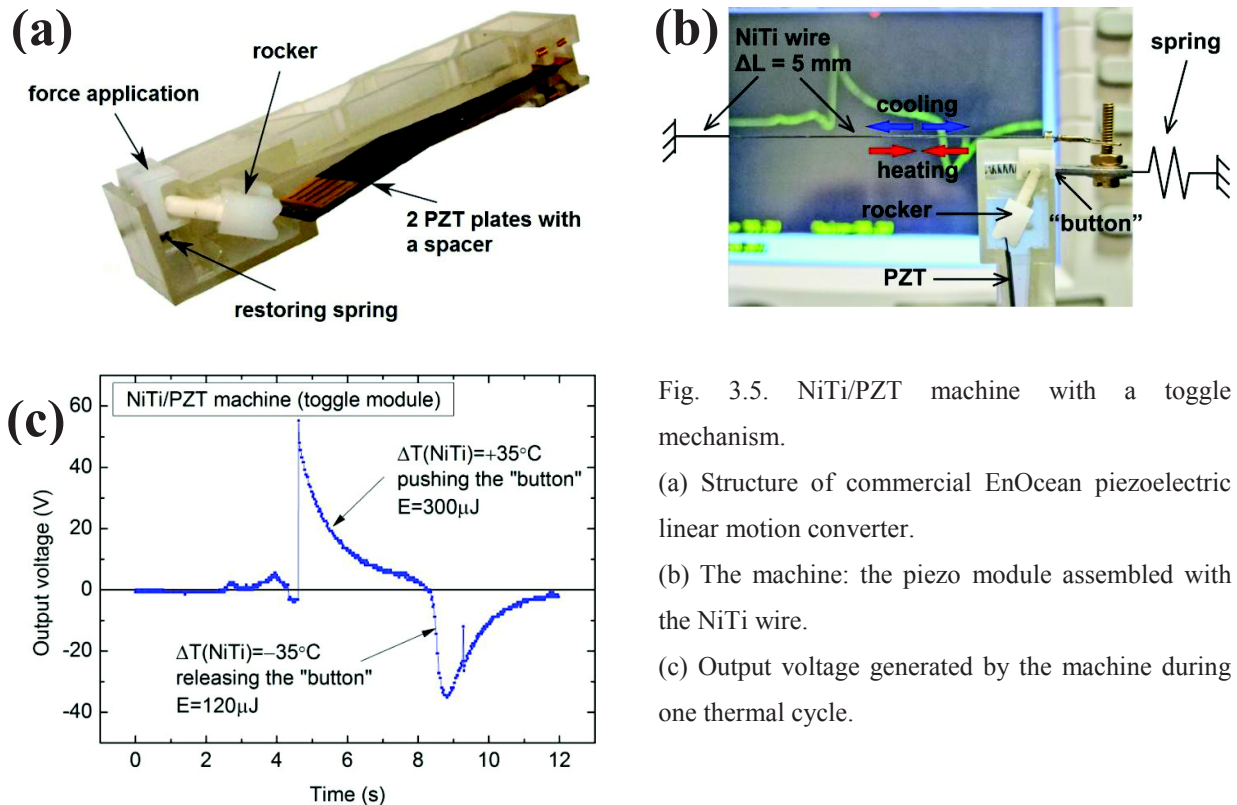 (a)
rocker
force application
2 PZT plates with
a spacer
restoring spring
(b)
NiTi wire
ΔL = 5 mm
spring
cooling
heating
rocker
"button"
PZT
(c)
NiTi/PZT machine (toggle module)
ΔT(NiTi)=+35°C
pushing the "button"
E=300µJ
ΔT(NiTi)=−35°C
releasing the "button"
E=120µJ
Output voltage (V)
60
40
20
0
-20
-40
0 2 4 6 8 10 12
Time (s)
Fig. 3.5. NiTi/PZT machine with a toggle
mechanism.
(a) Structure of commercial EnOcean piezoelectric
linear motion converter.
(b) The machine: the piezo module assembled with
the NiTi wire.
(c) Output voltage generated by the machine during
one thermal cycle.